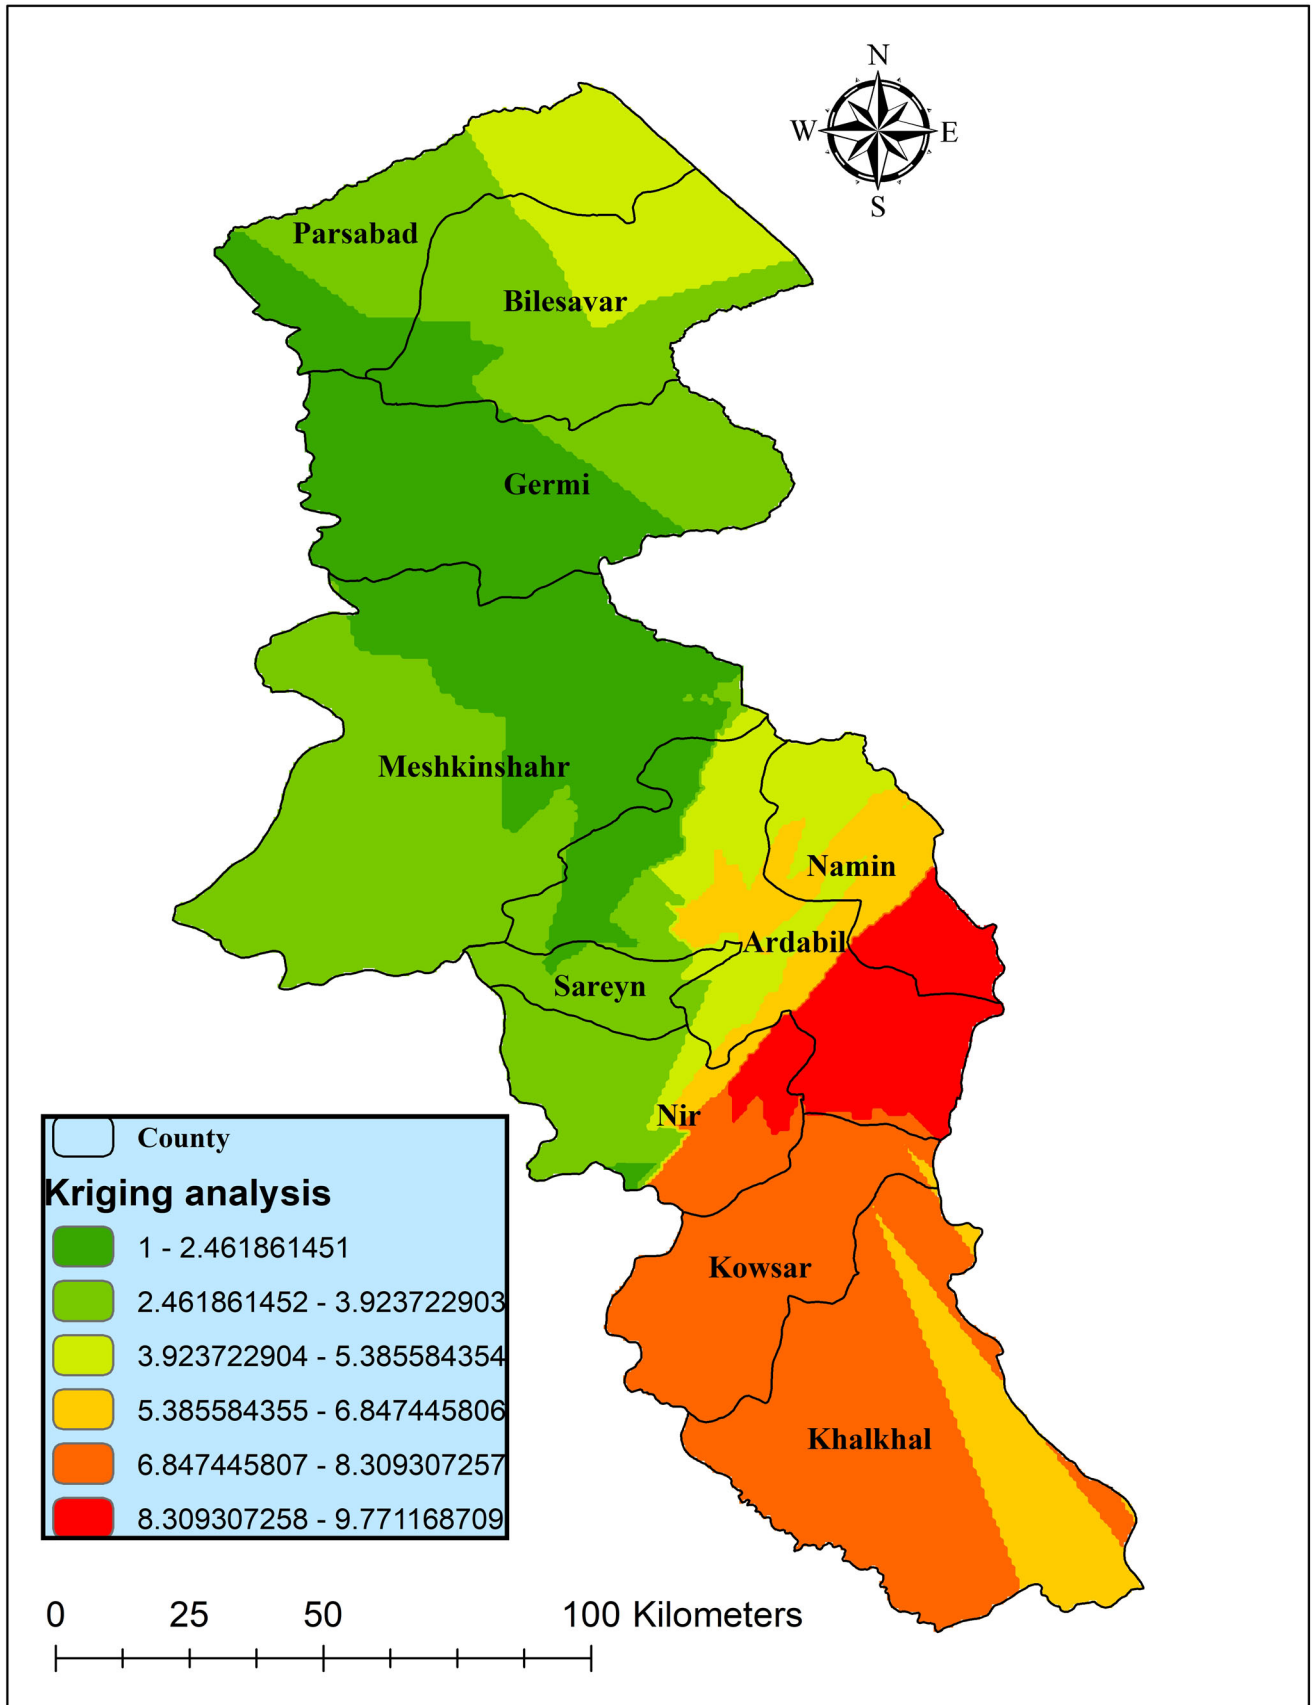 N
W
E
S
Parsabad
Bilesavar
Germi
Meshkinshahr
Namin
Ardabil
Sareyn
Nir
Kowsar
Khalkhal
County
Kriging analysis
1 - 2.461861451
2.461861452 - 3.923722903
3.923722904 - 5.385584354
5.385584355 - 6.847445806
6.847445807 - 8.309307257
8.309307258 - 9.771168709
0 25 50 100 Kilometers